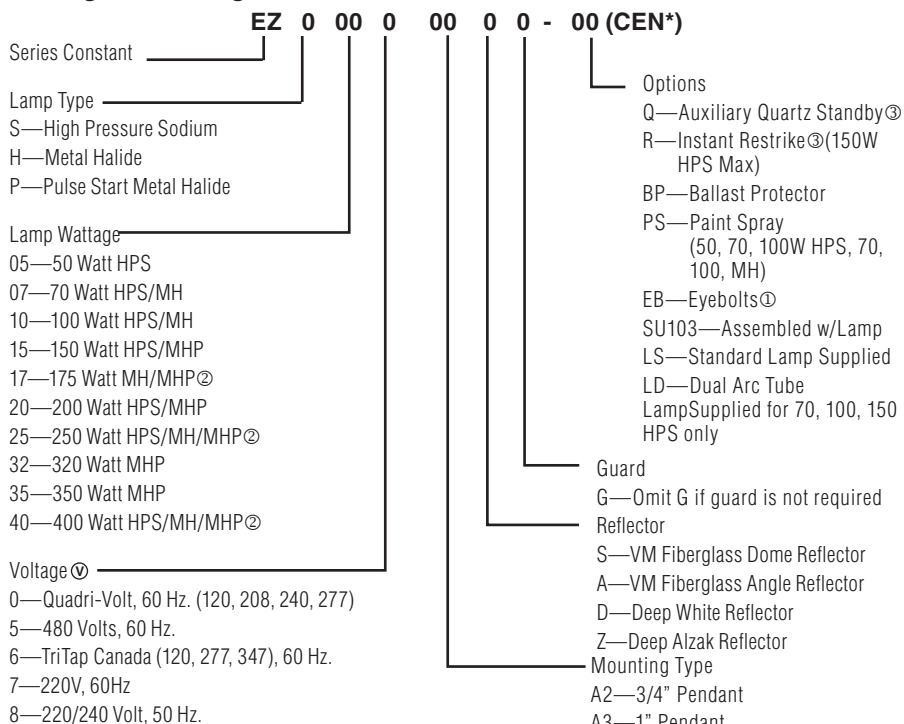 EZ 0 00 0 00 0 0 - 00 (CEN*)
Series Constant
Lamp Type
S—High Pressure Sodium
H—Metal Halide
P—Pulse Start Metal Halide
Lamp Wattage
05—50 Watt HPS
07—70 Watt HPS/MH
10—100 Watt HPS/MH
15—150 Watt HPS/MHP
17—175 Watt MH/MHP②
20—200 Watt HPS/MHP
25—250 Watt HPS/MH/MHP②
32—320 Watt MHP
35—350 Watt MHP
40—400 Watt HPS/MH/MHP②
Voltage Ⓥ
0—Quadri-Volt, 60 Hz. (120, 208, 240, 277)
5—480 Volts, 60 Hz.
6—TriTap Canada (120, 277, 347), 60 Hz.
7—220V, 60Hz
8—220/240 Volt, 50 Hz.
Options
Q—Auxiliary Quartz Standby③
R—Instant Restrike③(150W
HPS Max)
BP—Ballast Protector
PS—Paint Spray
(50, 70, 100W HPS, 70,
100, MH)
EB—Eyebolts①
SU103—Assembled w/Lamp
LS—Standard Lamp Supplied
LD—Dual Arc Tube
LampSupplied for 70, 100, 150
HPS only
Guard
G—Omit G if guard is not required
Reflector
S—VM Fiberglass Dome Reflector
A—VM Fiberglass Angle Reflector
D—Deep White Reflector
Z—Deep Alzak Reflector
Mounting Type
A2—3/4" Pendant
A3—1" Pendant